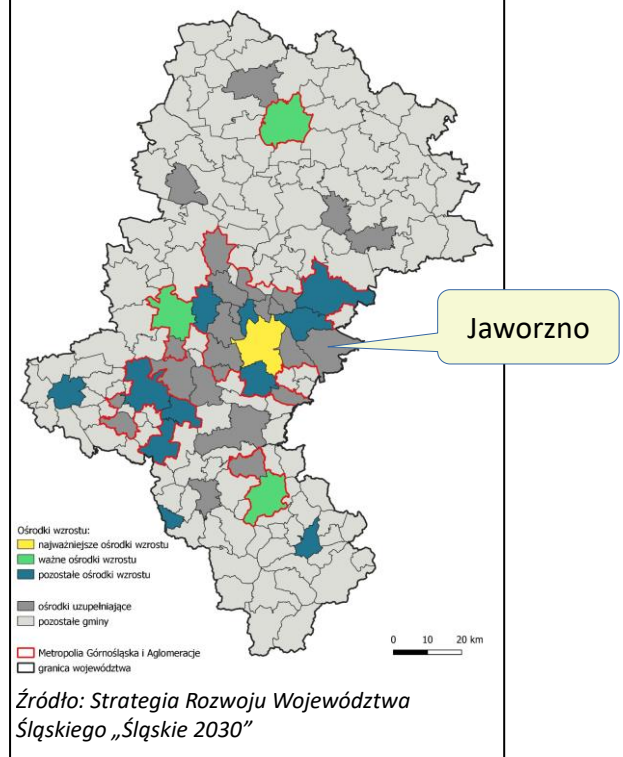 Jaworzno
Ośrodki wzrostu:
najważniejsze ośrodki wzrostu
ważne ośrodki wzrostu
pozostałe ośrodki wzrostu
ośrodki uzupełniające
pozostałe gminy
Metropolia Górnośląska i Aglomeracje
granica województwa
0 10 20 km
Źródło: Strategia Rozwoju Województwa
Śląskiego „Śląskie 2030”